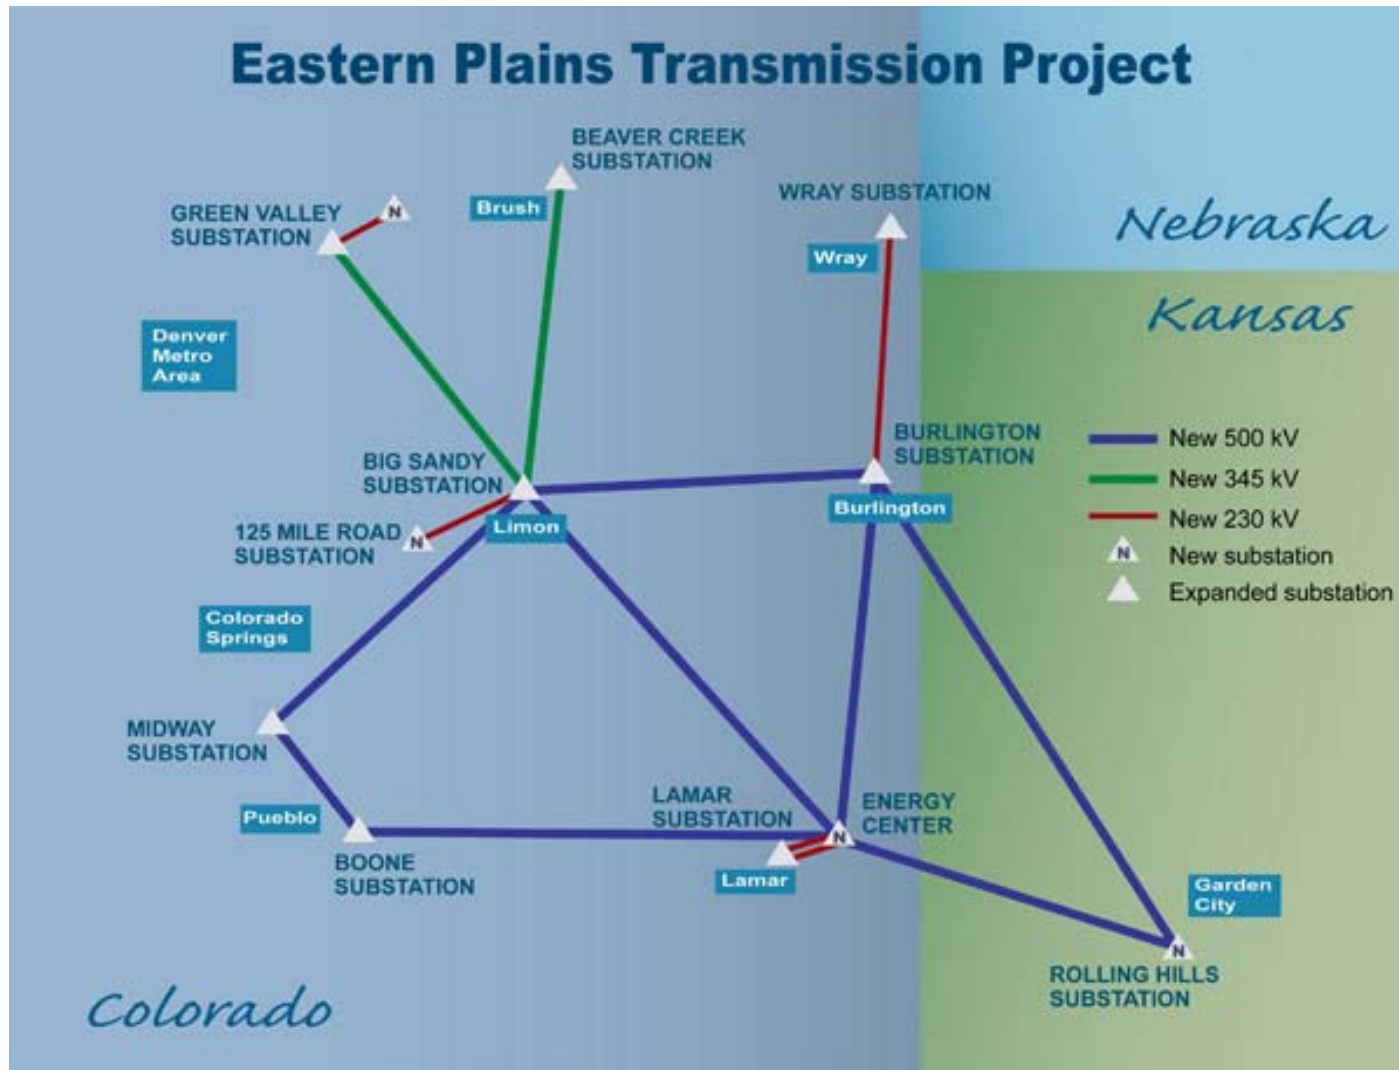 Eastern Plains Transmission Project
BEAVER CREEK
SUBSTATION
WRAY SUBSTATION
GREEN VALLEY
SUBSTATION
N
Brush
Nebraska
Wray
Kansas
Denver
Metro
Area
BURLINGTON
SUBSTATION
New 500 kV
BIG SANDY
SUBSTATION
New 345 kV
Burlington
New 230 kV
125 MILE ROAD
SUBSTATION
N
Limon
N
New substation
Expanded substation
Colorado
Springs
MIDWAY
SUBSTATION
LAMAR
SUBSTATION
ENERGY
CENTER
Pueblo
N
BOONE
SUBSTATION
Lamar
Garden
City
N
ROLLING HILLS
SUBSTATION
Colorado